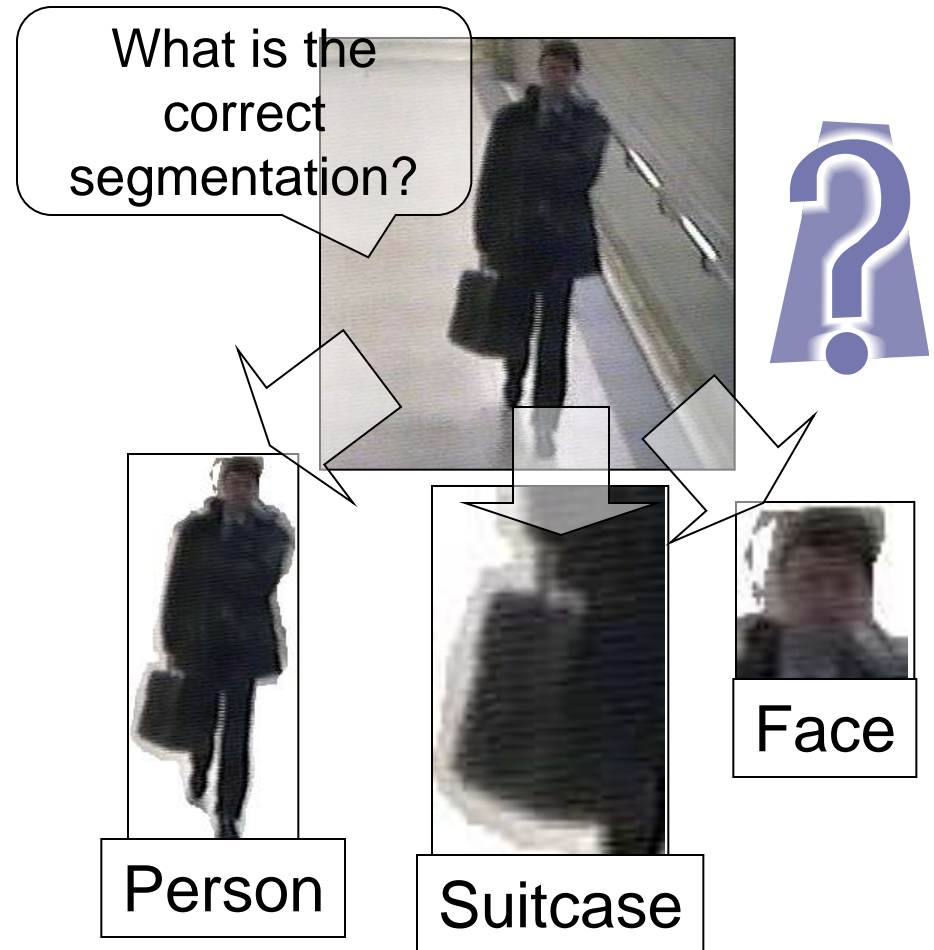 What is the
correct
segmentation?
?
Face
Person
Suitcase